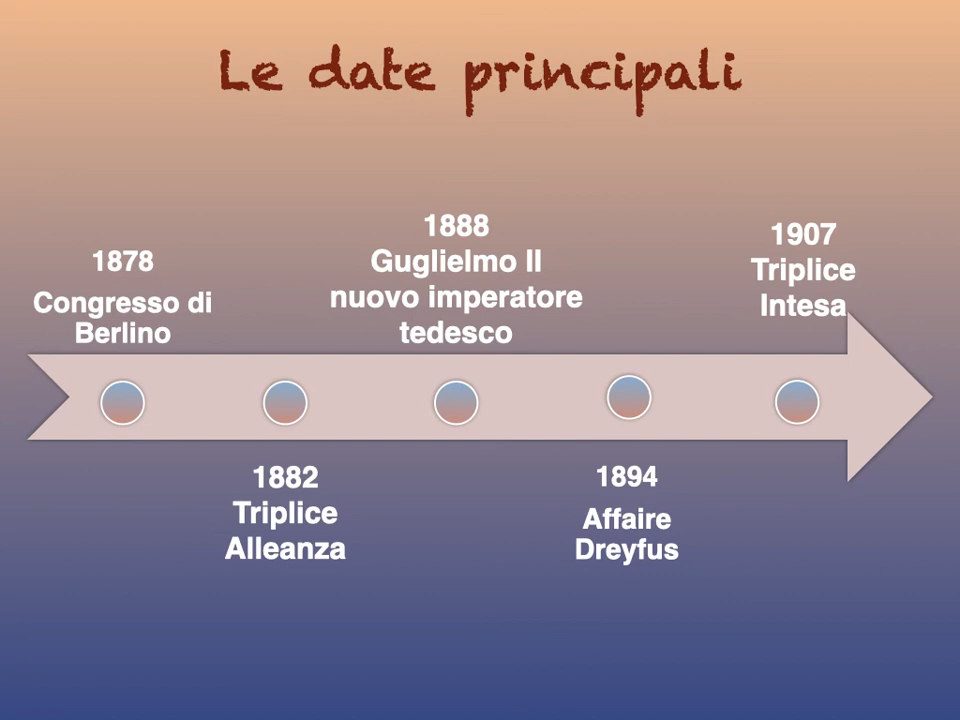 Le date principali
1878
Congresso di
Berlino
1882
Triplice
Alleanza
1888
Guglielmo II
nuovo imperatore
tedesco
1894
Affaire
Dreyfus
1907
Triplice
Intesa